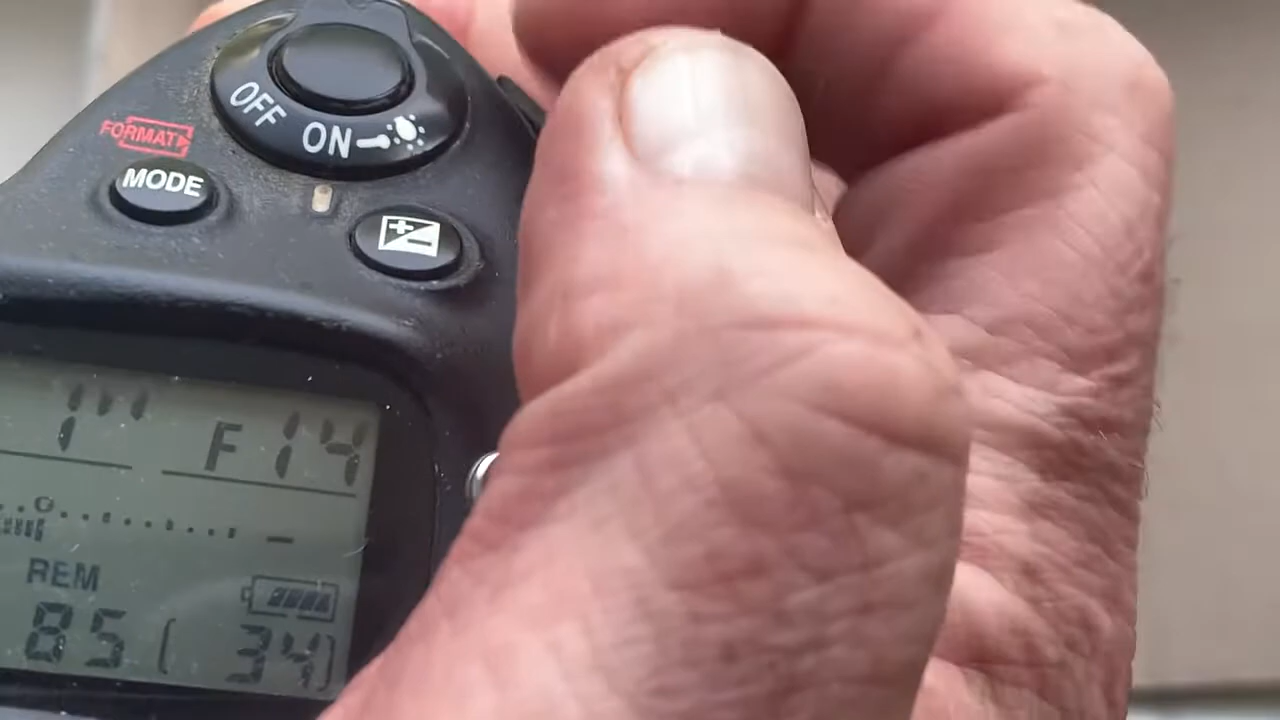 OFF
ON
FORMAT
MODE
1"
F14
REM
85 [ 34]